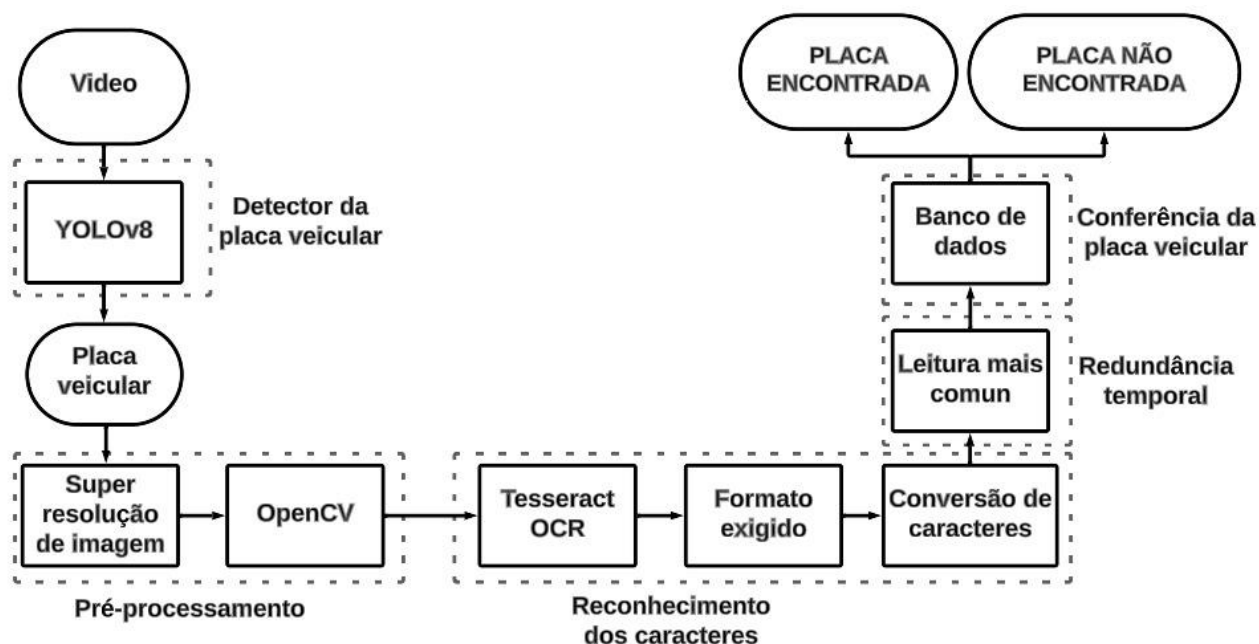 Video
YOLOv8
Detector da
placa veicular
Placa
veicular
Super
resolução
de imagem
OpenCV
Pré-processamento
Tesseract
OCR
Formato
exigido
Conversão de
caracteres
Reconhecimento
dos caracteres
Leitura mais
comun
Redundância
temporal
Banco de
dados
Conferência da
placa veicular
PLACA
ENCONTRADA
PLACA NÃO
ENCONTRADA